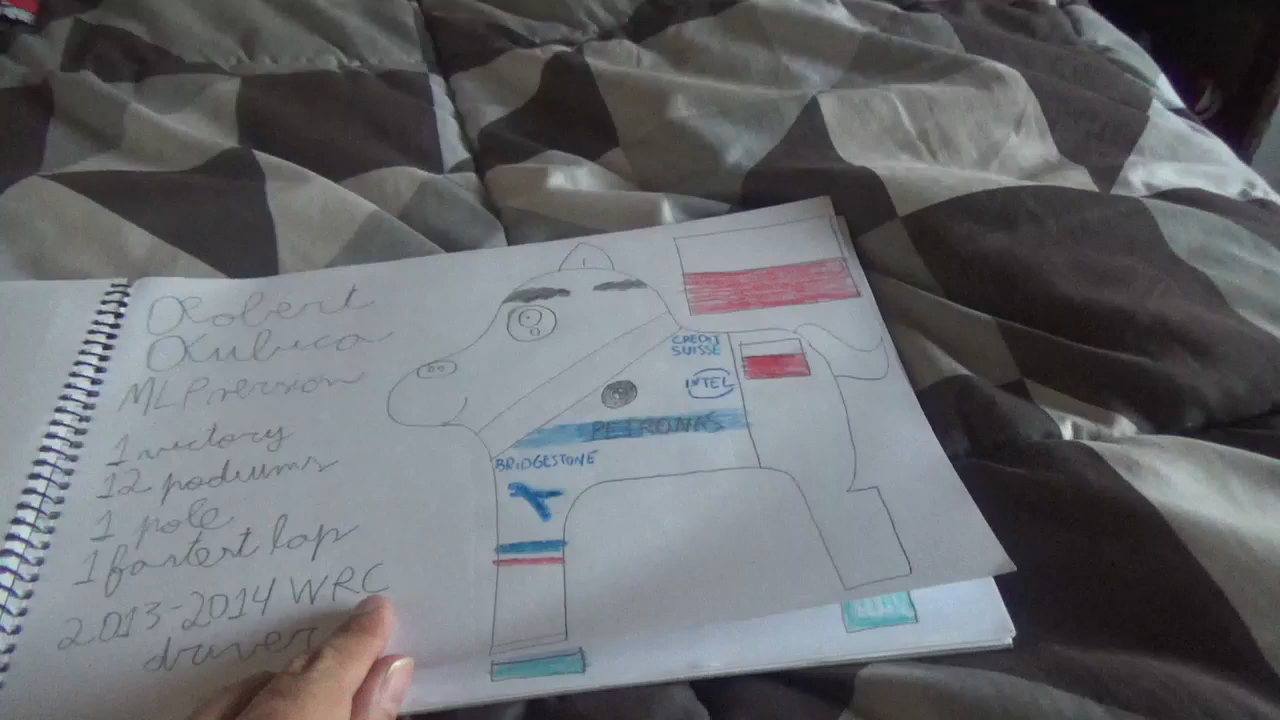 Robert
Kubica
MLP version
1 victory
12 podiums
1 pole
1 fastest lap
2013-2014 WRC
driver
CREDIT
SUISSE
INTEL
PETRONAS
BRIDGESTONE